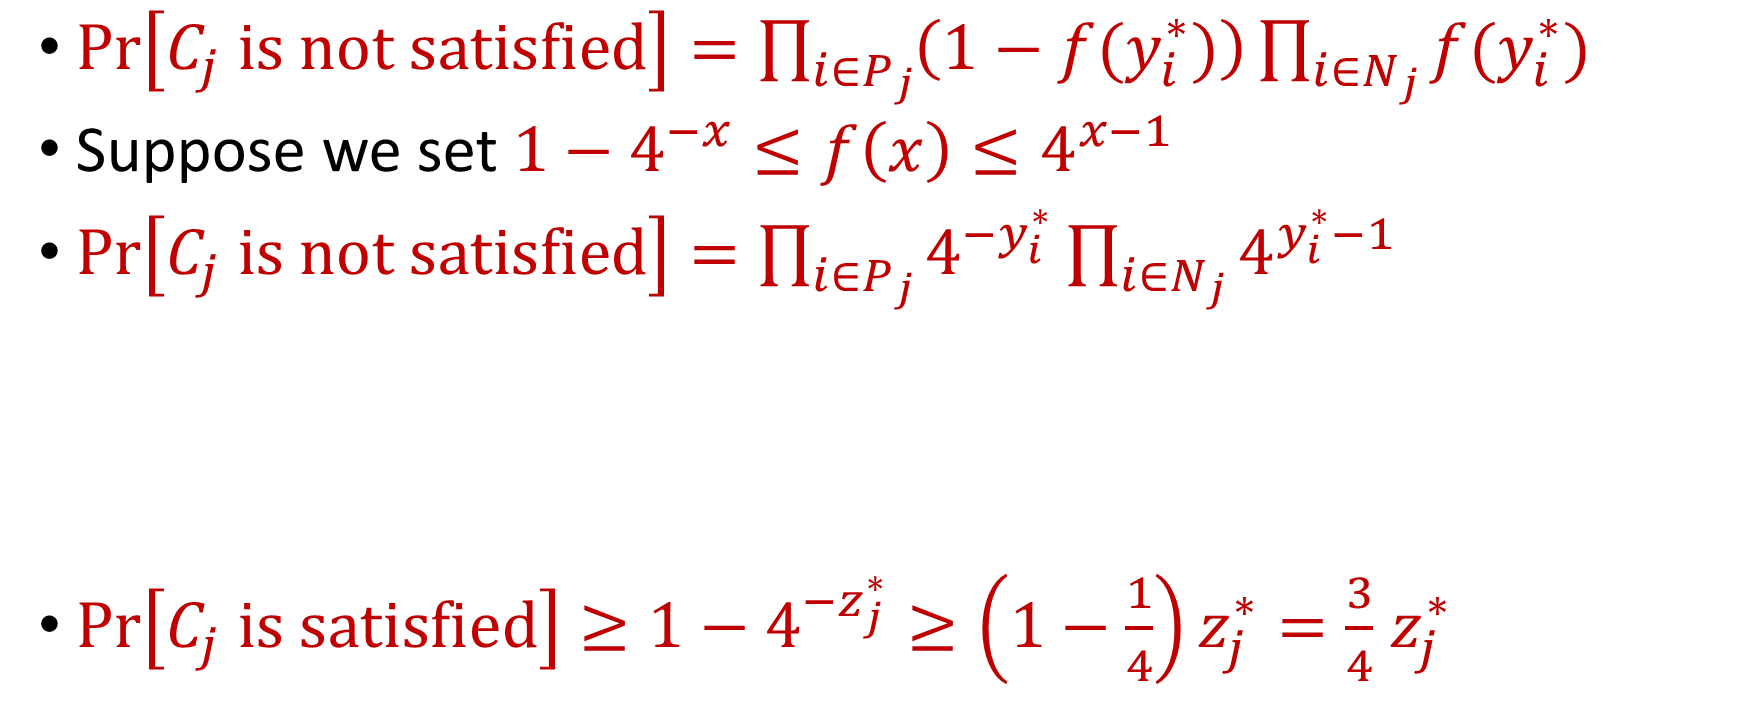 • Pr[C_j is not satisfied] = ∏_{i∈P_j}(1 − f(y_i^*)) ∏_{i∈N_j} f(y_i^*)
• Suppose we set 1 − 4^{−x} ≤ f(x) ≤ 4^{x−1}
• Pr[C_j is not satisfied] = ∏_{i∈P_j} 4^{−y_i^*} ∏_{i∈N_j} 4^{y_i^*−1}
• Pr[C_j is satisfied] ≥ 1 − 4^{−z_j^*} ≥ (1 − 1/4) z_j^* = 3/4 z_j^*